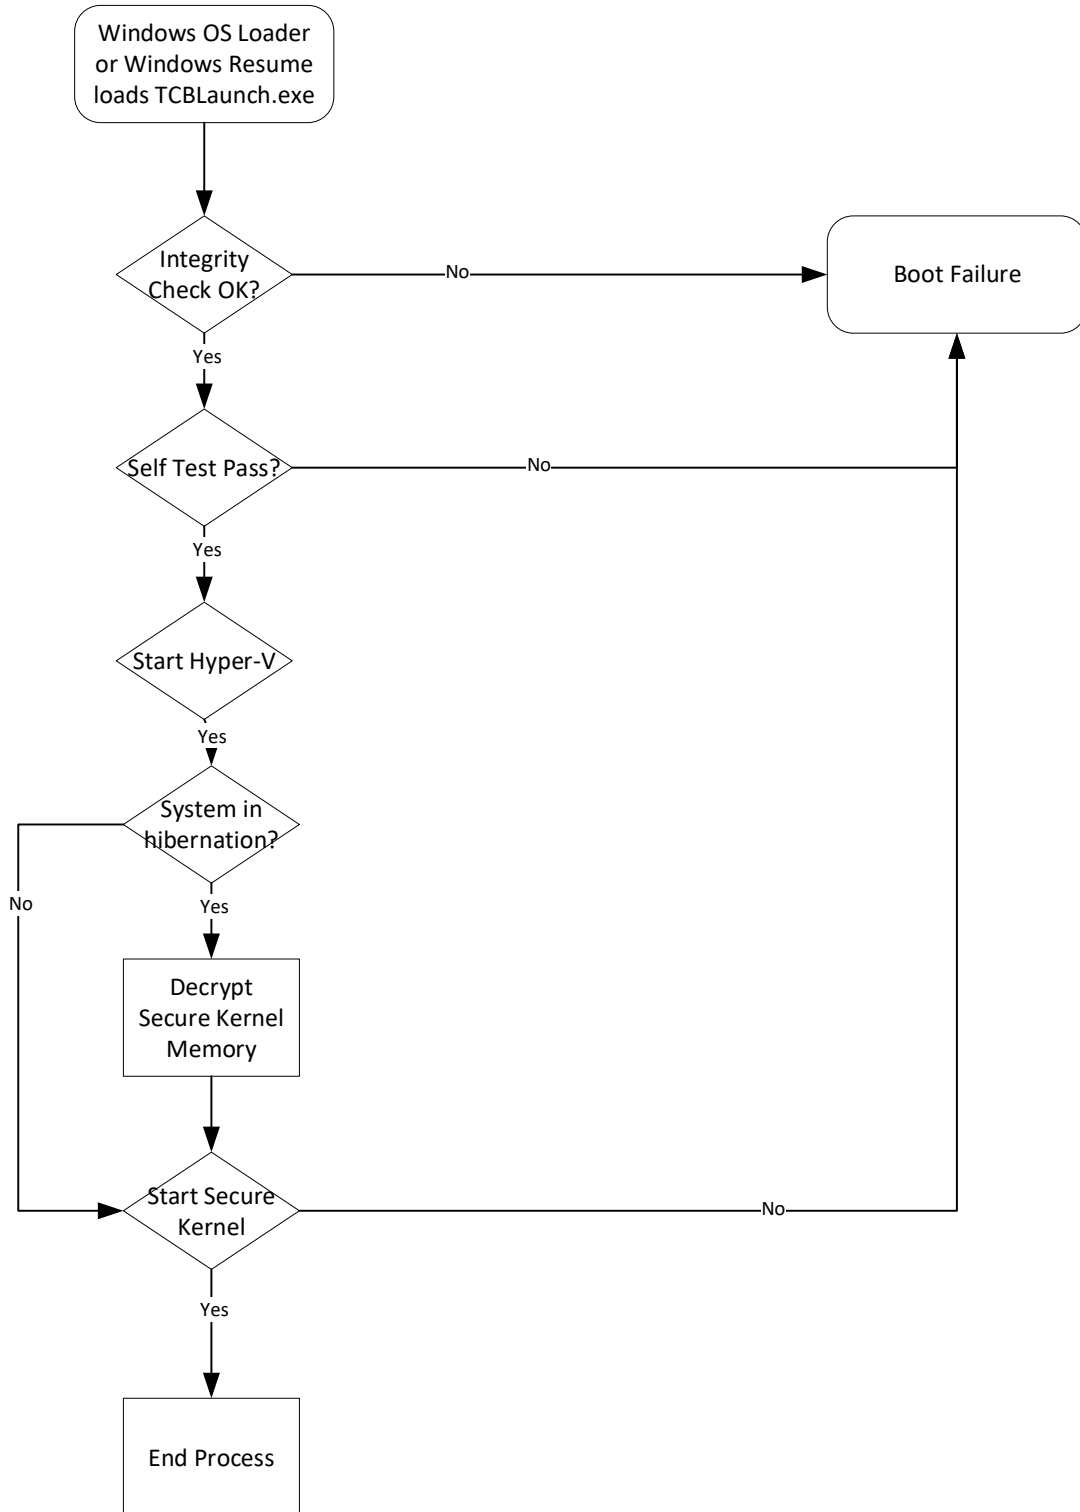 Windows OS Loader
or Windows Resume
loads TCBLaunch.exe
Integrity
Check OK?
No
Boot Failure
Yes
Self Test Pass?
No
Yes
Start Hyper-V
Yes
System in
hibernation?
No
Yes
Decrypt
Secure Kernel
Memory
Start Secure
Kernel
No
Yes
End Process